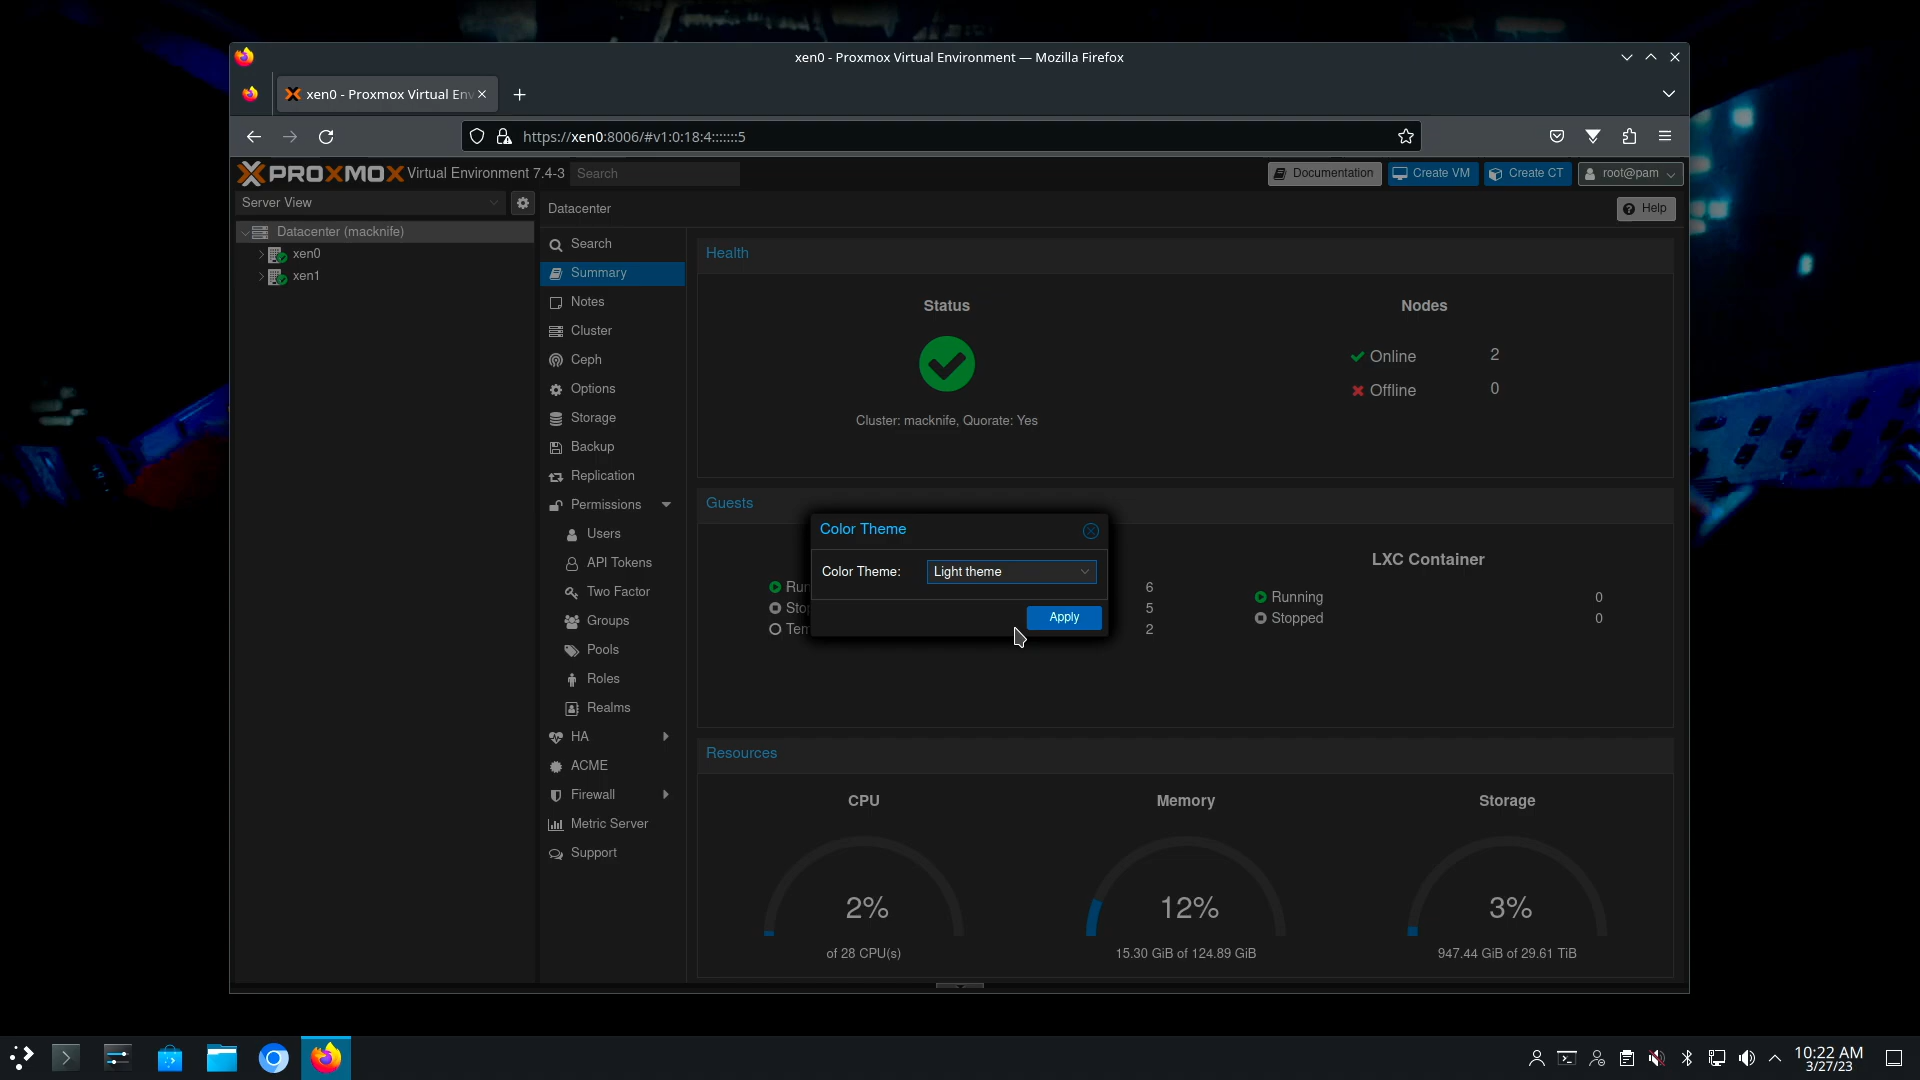 xen0 - Proxmox Virtual Environment — Mozilla Firefox
xen0 - Proxmox Virtual Env
https://xen0:8006/#v1:0:18:4:::::::5
PROXMOX Virtual Environment 7.4-3
Search
Documentation
Create VM
Create CT
root@pam
Server View
Datacenter
Help
Datacenter (macknife)
xen0
xen1
Search
Summary
Notes
Cluster
Ceph
Options
Storage
Backup
Replication
Permissions
Users
API Tokens
Two Factor
Groups
Pools
Roles
Realms
HA
ACME
Firewall
Metric Server
Support
Health
Status
Nodes
Online 2
Offline 0
Cluster: macknife, Quorate: Yes
Guests
Color Theme
Color Theme: Light theme
Apply
6
5
2
LXC Container
Running 0
Stopped 0
Resources
CPU
Memory
Storage
2%
12%
3%
of 28 CPU(s)
15.30 GiB of 124.89 GiB
947.44 GiB of 29.61 TiB
10:22 AM
3/27/23